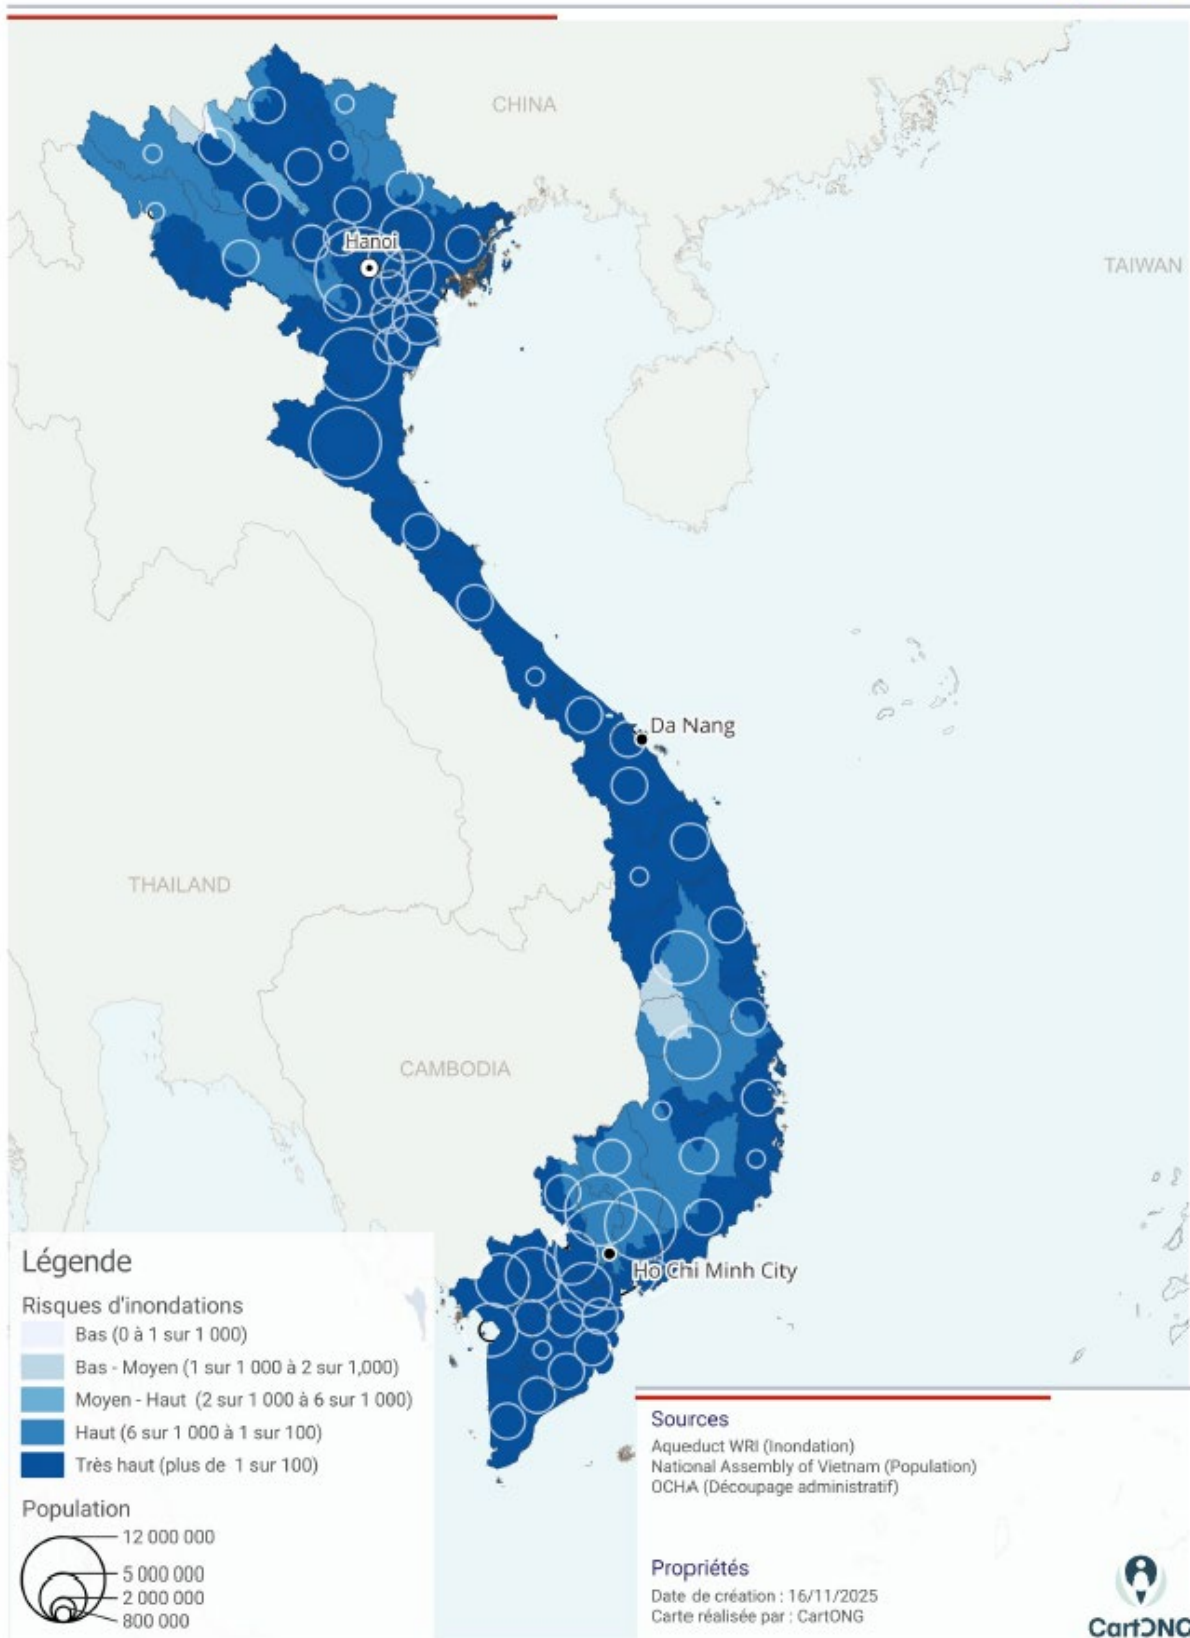 CHINA
TAIWAN
Hanoi
Da Nang
THAILAND
CAMBODIA
Ho Chi Minh City
Légende
Risques d'inondations
Bas (0 à 1 sur 1 000)
Bas - Moyen (1 sur 1 000 à 2 sur 1,000)
Moyen - Haut (2 sur 1 000 à 6 sur 1 000)
Haut (6 sur 1 000 à 1 sur 100)
Très haut (plus de 1 sur 100)
Population
12 000 000
5 000 000
2 000 000
800 000
Sources
Aqueduct WRI (Inondation)
National Assembly of Vietnam (Population)
OCHA (Découpage administratif)
Propriétés
Date de création : 16/11/2025
Carte réalisée par : CartONG
CartONG